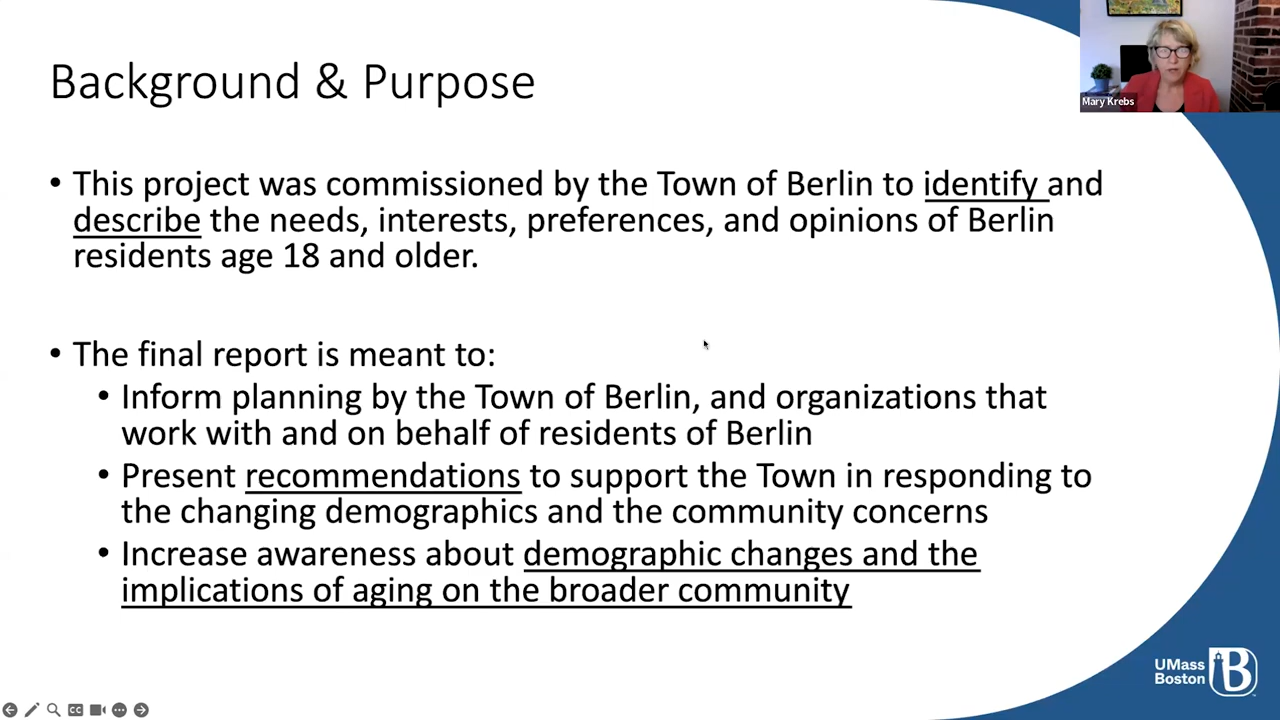 Background & Purpose
Mary Krebs
• This project was commissioned by the Town of Berlin to identify and
describe the needs, interests, preferences, and opinions of Berlin
residents age 18 and older.
• The final report is meant to:
• Inform planning by the Town of Berlin, and organizations that
work with and on behalf of residents of Berlin
• Present recommendations to support the Town in responding to
the changing demographics and the community concerns
• Increase awareness about demographic changes and the
implications of aging on the broader community
UMass
Boston
B
CC